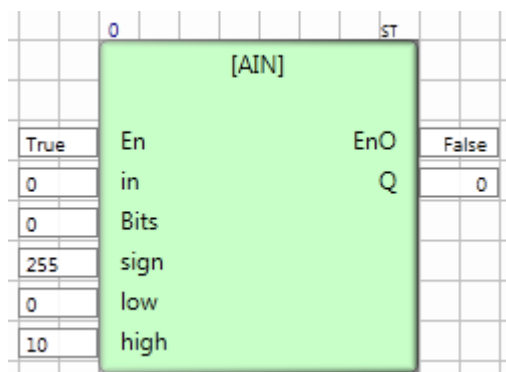 0 ST
[AIN]
True En EnO False
0 in Q 0
0 Bits
255 sign
0 low
10 high